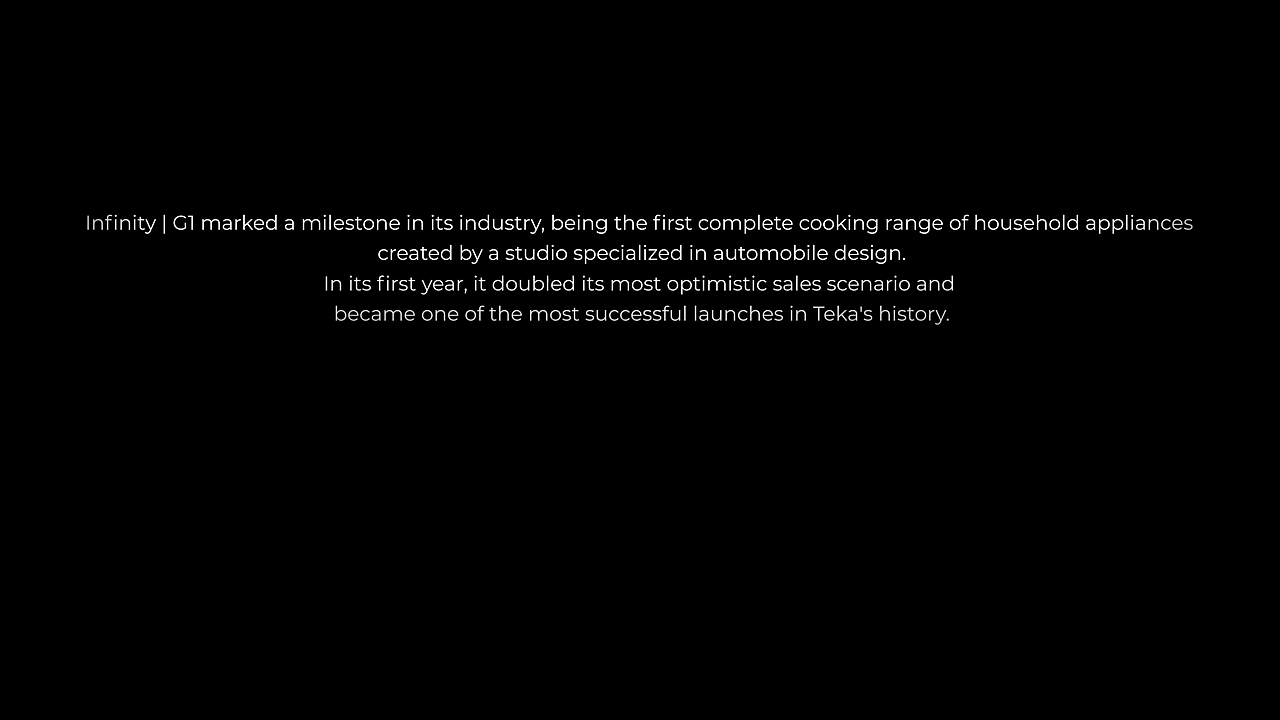 Infinity | G1 marked a milestone in its industry, being the first complete cooking range of household appliances
created by a studio specialized in automobile design.
In its first year, it doubled its most optimistic sales scenario and
became one of the most successful launches in Teka's history.